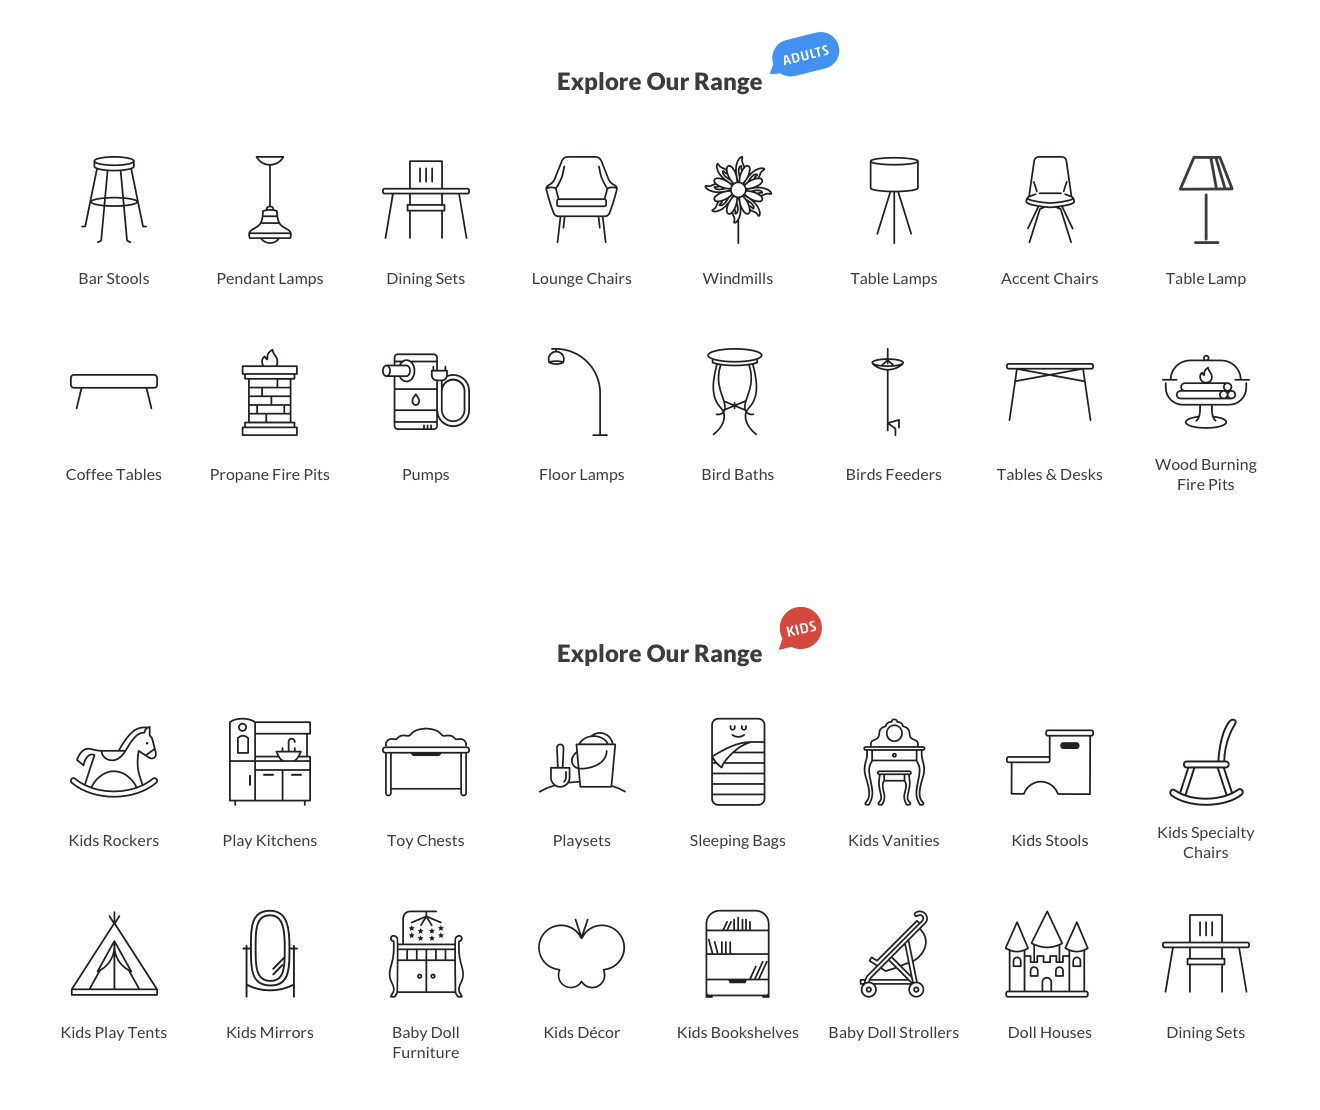 ADULTS
Explore Our Range
Bar Stools
Pendant Lamps
Dining Sets
Lounge Chairs
Windmills
Table Lamps
Accent Chairs
Table Lamp
Coffee Tables
Propane Fire Pits
Pumps
Floor Lamps
Bird Baths
Birds Feeders
Tables & Desks
Wood Burning
Fire Pits
KIDS
Explore Our Range
Kids Rockers
Play Kitchens
Toy Chests
Playsets
Sleeping Bags
Kids Vanities
Kids Stools
Kids Specialty
Chairs
Kids Play Tents
Kids Mirrors
Baby Doll
Furniture
Kids Décor
Kids Bookshelves
Baby Doll Strollers
Doll Houses
Dining Sets